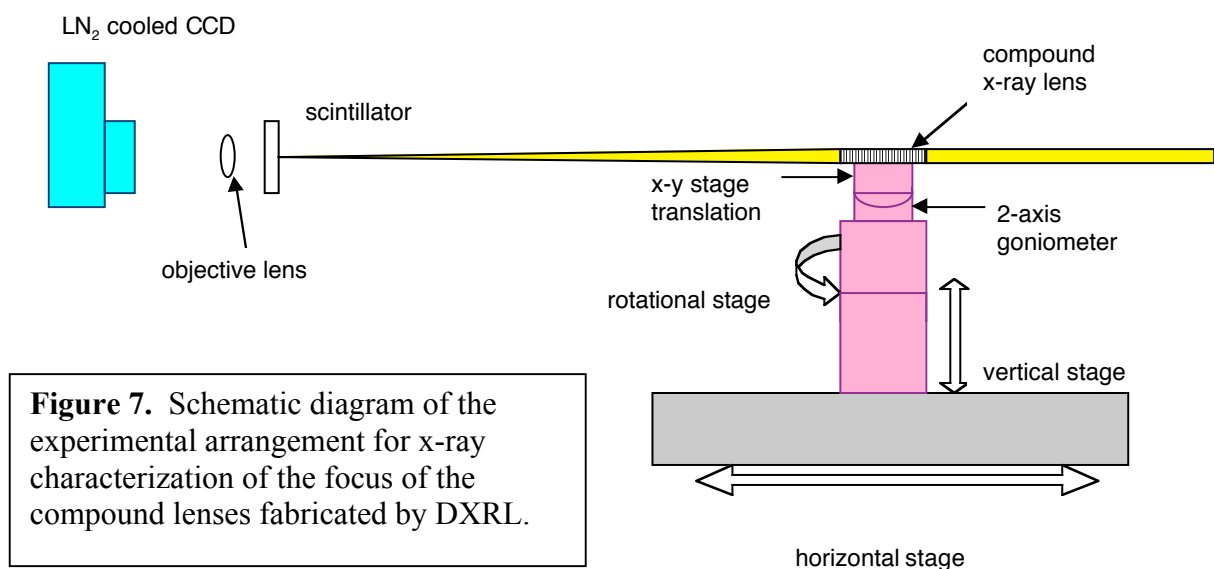 LN2 cooled CCD
scintillator
objective lens
compound
x-ray lens
x-y stage
translation
2-axis
goniometer
rotational stage
vertical stage
horizontal stage
Figure 7. Schematic diagram of the
experimental arrangement for x-ray
characterization of the focus of the
compound lenses fabricated by DXRL.